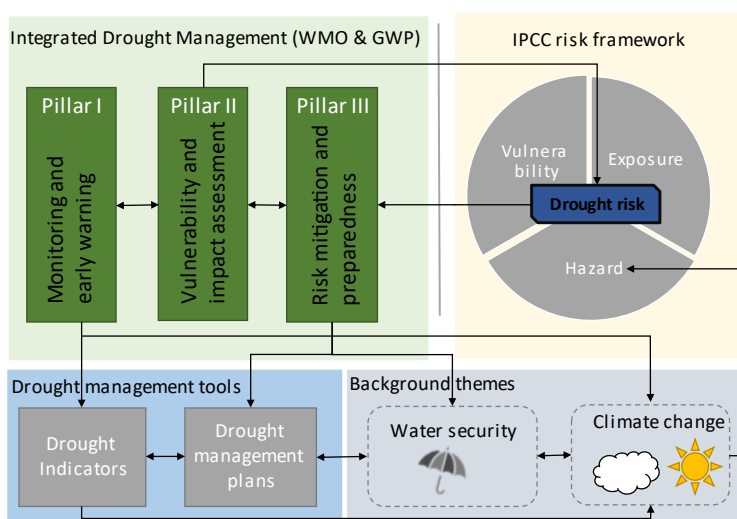 Integrated Drought Management (WMO & GWP)
IPCC risk framework
Pillar I
Monitoring and
early warning
Pillar II
Vulnerability and
impact assessment
Pillar III
Risk mitigation and
preparedness
Vulnera
bility
Exposure
Drought risk
Hazard
Drought management tools
Drought
Indicators
Drought
management
plans
Background themes
Water security
Climate change